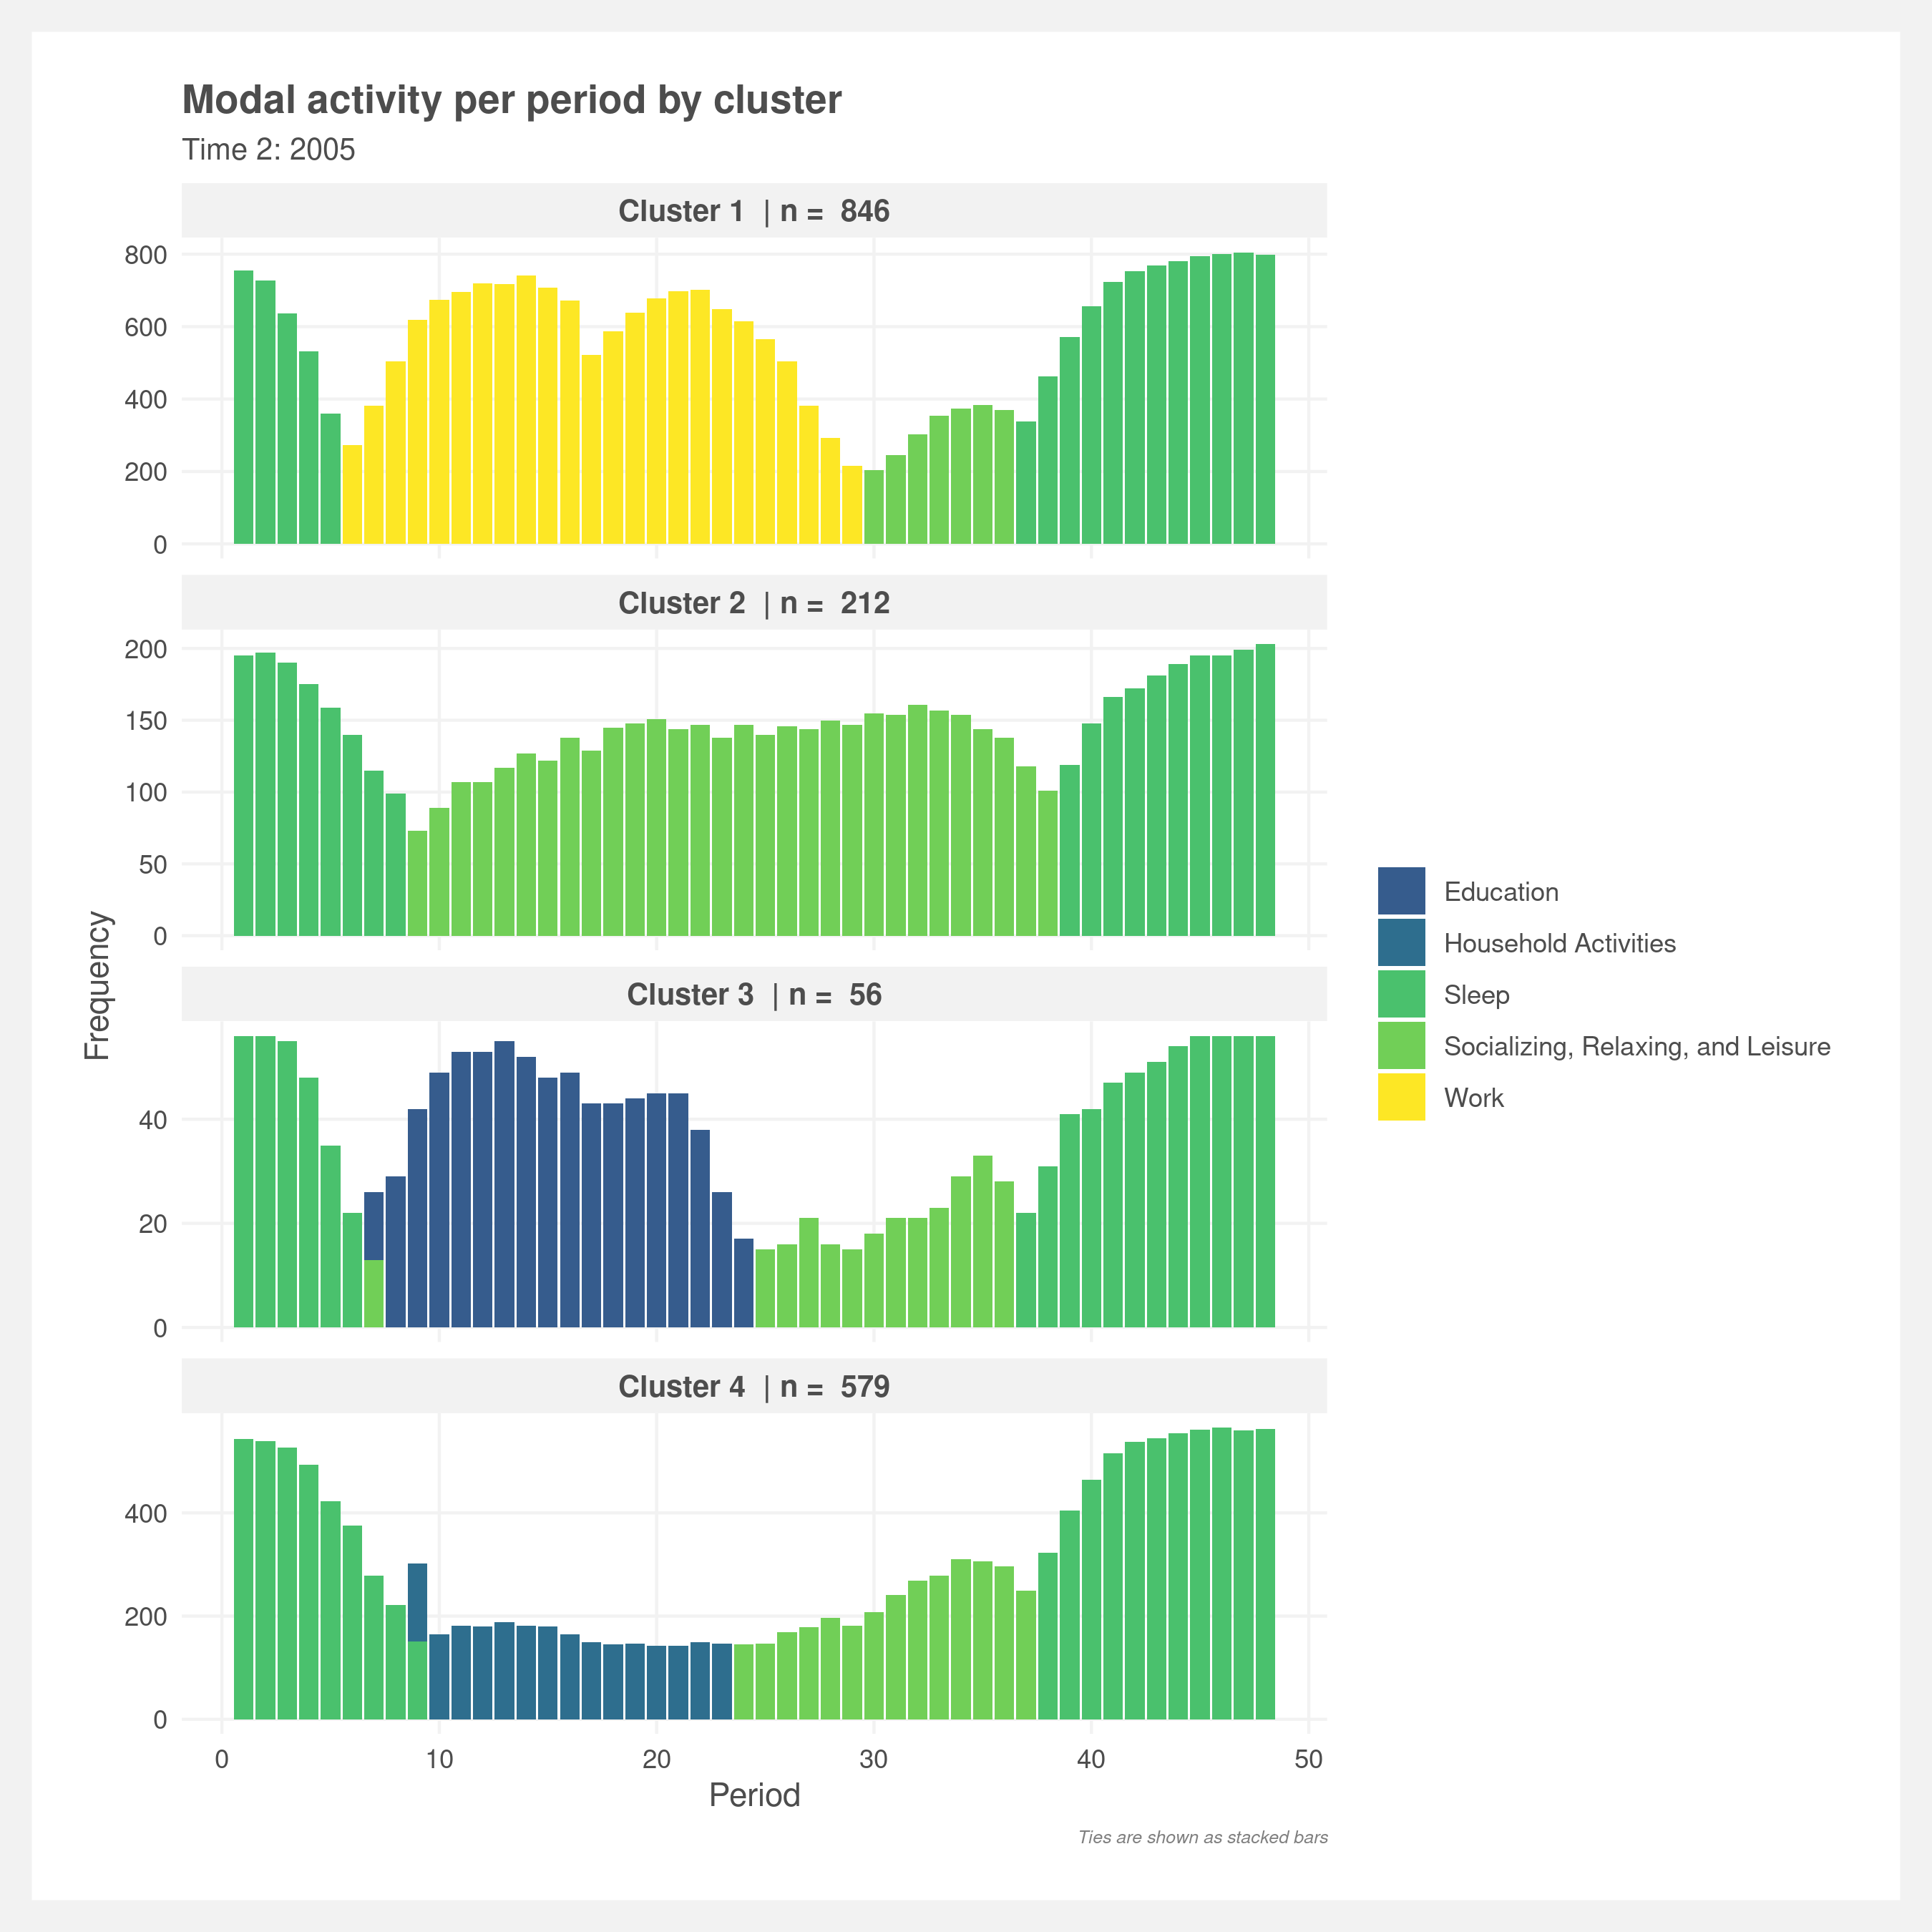 Modal activity per period by cluster
Time 2: 2005
Cluster 1 | n = 846
800
600
400
200
0
Cluster 2 | n = 212
200
150
100
50
0
Cluster 3 | n = 56
40
20
0
Cluster 4 | n = 579
400
200
0
0 10 20 30 40 50
Period
Frequency
Education
Household Activities
Sleep
Socializing, Relaxing, and Leisure
Work
Ties are shown as stacked bars